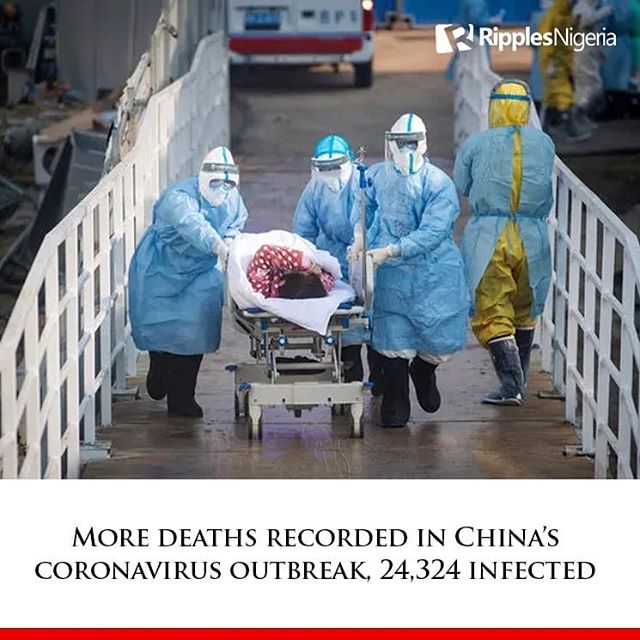 RipplesNigeria
More deaths recorded in China's
coronavirus outbreak, 24,324 infected